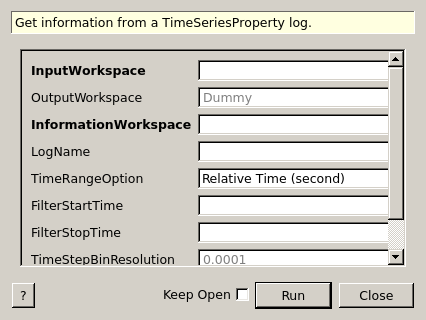 Get information from a TimeSeriesProperty log.
InputWorkspace
OutputWorkspace Dummy
InformationWorkspace
LogName
TimeRangeOption Relative Time (second)
FilterStartTime
FilterStopTime
TimeStepBinResolution 0.0001
? Keep Open Run Close